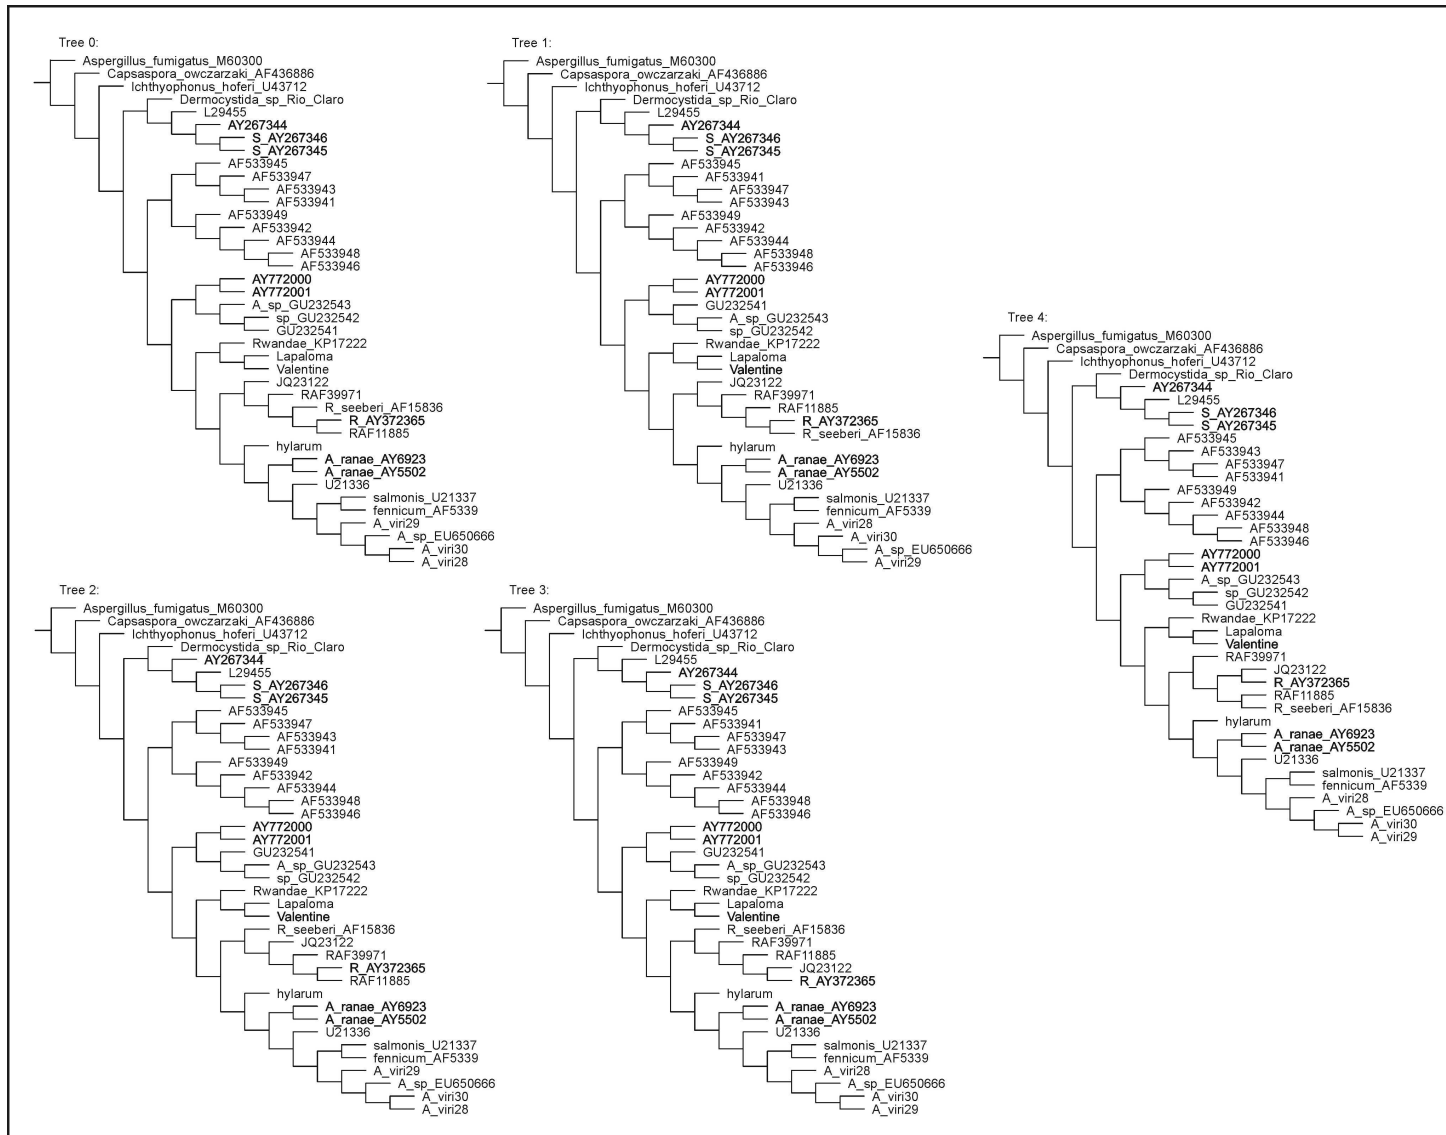 Tree 0:
Aspergillus_fumigatus_M60300
Capsaspora_owczarzaki_AF436886
Ichthyophonus_hoferi_U43712
Dermocystida_sp_Rio_Claro
L29455
AY267344
S_AY267346
S_AY267345
AF533945
AF533947
AF533943
AF533941
AF533949
AF533942
AF533944
AF533948
AF533946
AY772000
AY772001
A_sp_GU232543
sp_GU232542
GU232541
Rwandae_KP17222
Lapaloma
Valentine
JQ23122
RAF39971
R_seeberi_AF15836
R_AY372365
RAF11885
hylarum
A_ranae_AY6923
A_ranae_AY5502
U21336
salmonis_U21337
fennicum_AF5339
A_viri29
A_sp_EU650666
A_viri30
A_viri28
Tree 1:
Aspergillus_fumigatus_M60300
Capsaspora_owczarzaki_AF436886
Ichthyophonus_hoferi_U43712
Dermocystida_sp_Rio_Claro
L29455
AY267344
S_AY267346
S_AY267345
AF533945
AF533941
AF533947
AF533943
AF533949
AF533942
AF533944
AF533948
AF533946
AY772000
AY772001
GU232541
A_sp_GU232543
sp_GU232542
Rwandae_KP17222
Lapaloma
Valentine
JQ23122
RAF39971
RAF11885
R_AY372365
R_seeberi_AF15836
hylarum
A_ranae_AY6923
A_ranae_AY5502
U21336
salmonis_U21337
fennicum_AF5339
A_viri28
A_viri30
A_sp_EU650666
A_viri29
Tree 2:
Aspergillus_fumigatus_M60300
Capsaspora_owczarzaki_AF436886
Ichthyophonus_hoferi_U43712
Dermocystida_sp_Rio_Claro
AY267344
L29455
S_AY267346
S_AY267345
AF533945
AF533947
AF533943
AF533941
AF533949
AF533942
AF533944
AF533948
AF533946
AY772000
AY772001
GU232541
A_sp_GU232543
sp_GU232542
Rwandae_KP17222
Lapaloma
Valentine
R_seeberi_AF15836
JQ23122
RAF39971
R_AY372365
RAF11885
hylarum
A_ranae_AY6923
A_ranae_AY5502
U21336
salmonis_U21337
fennicum_AF5339
A_viri29
A_sp_EU650666
A_viri30
A_viri28
Tree 3:
Aspergillus_fumigatus_M60300
Capsaspora_owczarzaki_AF436886
Ichthyophonus_hoferi_U43712
Dermocystida_sp_Rio_Claro
L29455
AY267344
S_AY267346
S_AY267345
AF533945
AF533941
AF533947
AF533943
AF533949
AF533942
AF533944
AF533948
AF533946
AY772000
AY772001
GU232541
A_sp_GU232543
sp_GU232542
Rwandae_KP17222
Lapaloma
Valentine
R_seeberi_AF15836
RAF39971
RAF11885
JQ23122
R_AY372365
hylarum
A_ranae_AY6923
A_ranae_AY5502
U21336
salmonis_U21337
fennicum_AF5339
A_viri28
A_sp_EU650666
A_viri30
A_viri29
Tree 4:
Aspergillus_fumigatus_M60300
Capsaspora_owczarzaki_AF436886
Ichthyophonus_hoferi_U43712
Dermocystida_sp_Rio_Claro
AY267344
L29455
S_AY267346
S_AY267345
AF533945
AF533943
AF533947
AF533941
AF533949
AF533942
AF533944
AF533948
AF533946
AY772000
AY772001
A_sp_GU232543
sp_GU232542
GU232541
Rwandae_KP17222
Lapaloma
Valentine
RAF39971
JQ23122
R_AY372365
RAF11885
R_seeberi_AF15836
hylarum
A_ranae_AY6923
A_ranae_AY5502
U21336
salmonis_U21337
fennicum_AF5339
A_viri28
A_sp_EU650666
A_viri30
A_viri29